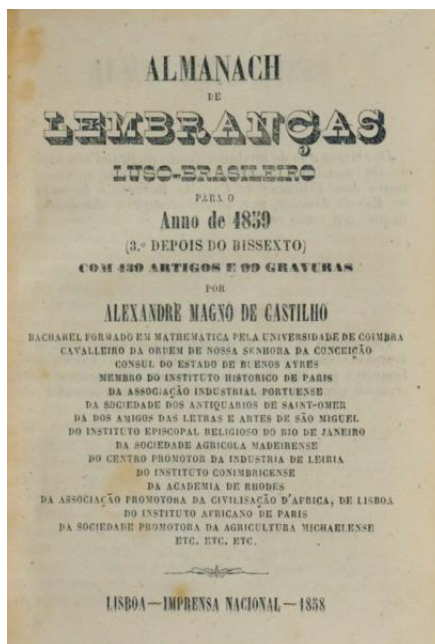 ALMANACH
DE
LEMBRANÇAS
LUSO-BRASILEIRO
PARA O
Anno de 1859
(3.º DEPOIS DO BISSEXTO)
COM 439 ARTIGOS E 99 GRAVURAS
POR
ALEXANDRE MAGNO DE CASTILHO
BACHAREL FORMADO EM MATHEMATICA PELA UNIVERSIDADE DE COIMBRA
CAVALLEIRO DA ORDEM DE NOSSA SENHORA DA CONCEIÇÃO
CONSUL DO ESTADO DE BUENOS AYRES
MEMBRO DO INSTITUTO HISTORICO DE PARIS
DA ASSOCIAÇÃO INDUSTRIAL PORTUENSE
DA SOCIEDADE DOS ANTIQUARIOS DE SAINT-OMER
DA DOS AMIGOS DAS LETRAS E ARTES DE SÃO MIGUEL
DO INSTITUTO EPISCOPAL RELIGIOSO DO RIO DE JANEIRO
DA SOCIEDADE AGRICOLA MADEIRENSE
DO CENTRO PROMOTOR DA INDUSTRIA DE LEIRIA
DO INSTITUTO CONIMBRICENSE
DA ACADEMIA DE RHODES
DA ASSOCIAÇÃO PROMOTORA DA CIVILISAÇÃO D'AFRICA, DE LISBOA
DO INSTITUTO AFRICANO DE PARIS
DA SOCIEDADE PROMOTORA DA AGRICULTURA MICHAELENSE
ETC. ETC. ETC.
LISBOA—IMPRENSA NACIONAL—1858